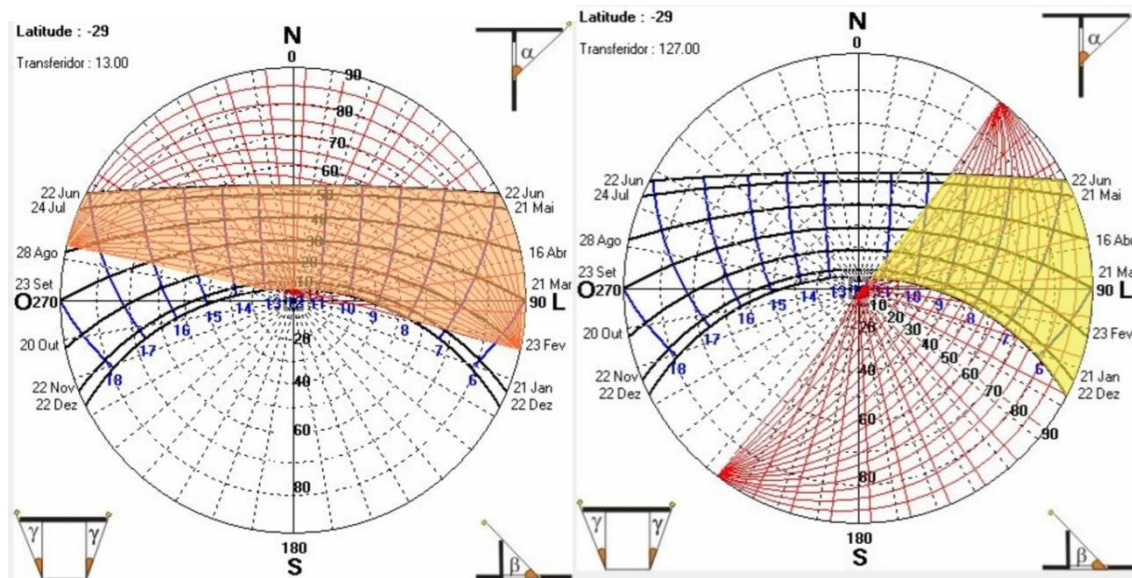 Latitude : -29
Transferidor : 13.00
N
0
90
80
70
60
50
40
30
20
10
α
22 Jun
24 Jul
28 Ago
23 Set
O 270
20 Out
22 Nov
22 Dez
22 Jun
21 Mai
16 Abr
21 Mar
90 L
23 Fev
21 Jan
22 Dez
18
17
16
15
14
13
12
11
10
9
8
7
6
20
40
60
80
180
S
γ
γ
β
Latitude : -29
Transferidor : 127.00
N
0
α
22 Jun
24 Jul
28 Ago
23 Set
O 270
20 Out
22 Nov
22 Dez
22 Jun
21 Mai
16 Abr
21 Mar
90 L
23 Fev
21 Jan
22 Dez
18
17
16
15
14
13
11
10
9
8
7
6
10
20
30
40
50
60
70
80
90
20
40
60
80
180
S
γ
γ
β